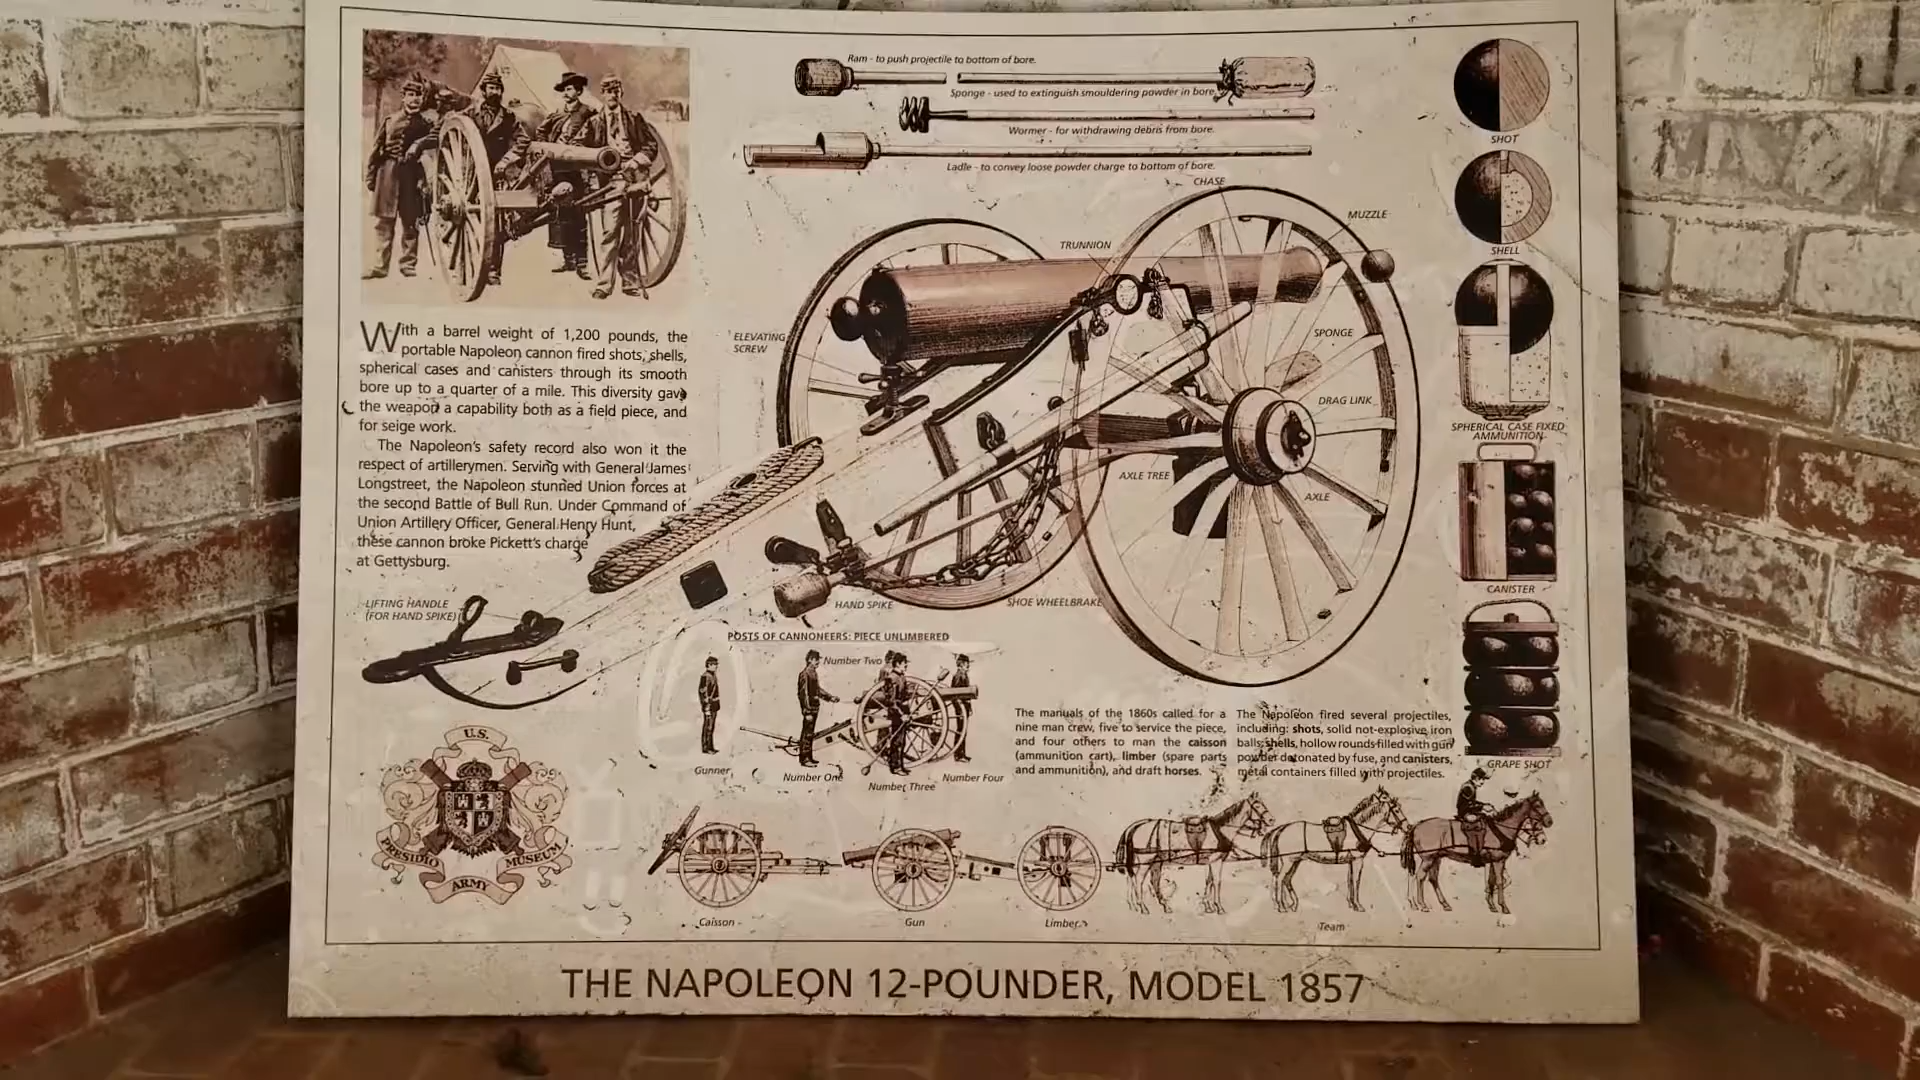 Ram - to push projectile to bottom of bore.
Sponge - used to extinguish smouldering powder in bore.
Wormer - for withdrawing debris from bore.
Ladle - to convey loose powder charge to bottom of bore.
CHASE
MUZZLE
TRUNNION
ELEVATING
SCREW
SPONGE
DRAG LINK
AXLE TREE
AXLE
HAND SPIKE
SHOE WHEELBRAKE
LIFTING HANDLE
(FOR HAND SPIKE)
SHOT
SHELL
SPHERICAL CASE FIXED
AMMUNITION
CANISTER
GRAPE SHOT
With a barrel weight of 1,200 pounds, the
portable Napoleon cannon fired shots, shells,
spherical cases and canisters through its smooth
bore up to a quarter of a mile. This diversity gave
the weapon a capability both as a field piece, and
for seige work.
The Napoleon's safety record also won it the
respect of artillerymen. Serving with General James
Longstreet, the Napoleon stunned Union forces at
the second Battle of Bull Run. Under Command of
Union Artillery Officer, General Henry Hunt,
these cannon broke Pickett's charge
at Gettysburg.
POSTS OF CANNONEERS: PIECE UNLIMBERED
Number Two
Gunner
Number One
Number Three
Number Four
The manuals of the 1860s called for a
nine man crew, five to service the piece,
and four others to man the caisson
(ammunition cart), limber (spare parts
and ammunition), and draft horses.
The Napoleon fired several projectiles,
including: shots, solid not-explosive iron
balls, shells, hollow rounds filled with gun
powder detonated by fuse, and canisters,
metal containers filled with projectiles.
U.S.
PRESIDIO
MUSEUM
ARMY
Caisson
Gun
Limber
Team
THE NAPOLEON 12-POUNDER, MODEL 1857